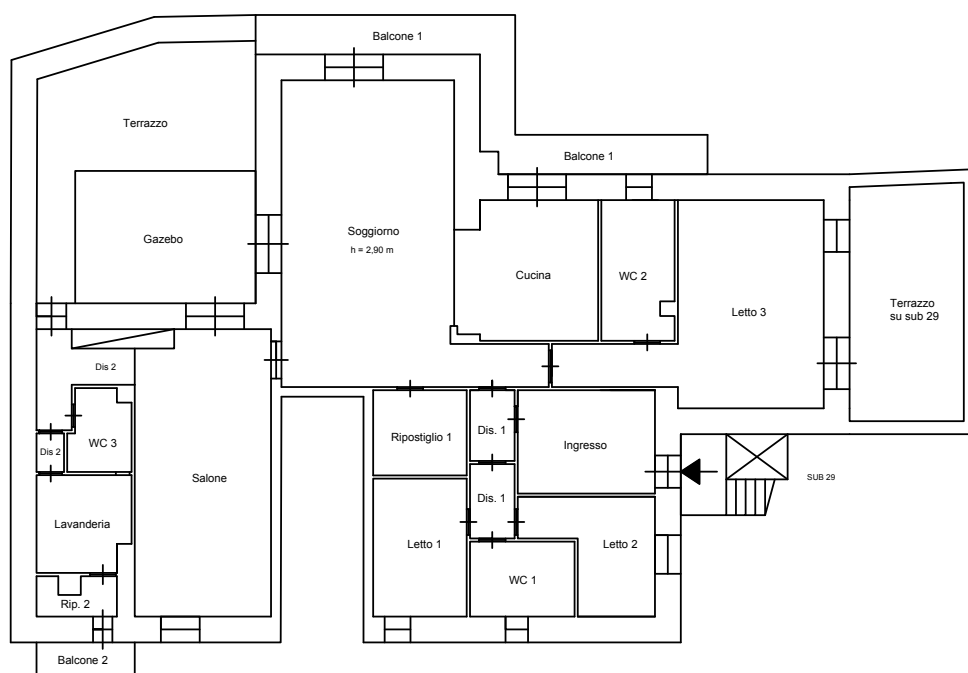 Balcone 1
Terrazzo
Balcone 1
Soggiorno
h = 2,90 m
Gazebo
Cucina
WC 2
Letto 3
Terrazzo
su sub 29
Dis 2
WC 3
Dis 2
Salone
Ripostiglio 1
Dis. 1
Ingresso
SUB 29
Dis. 1
Lavanderia
Letto 1
Letto 2
WC 1
Rip. 2
Balcone 2